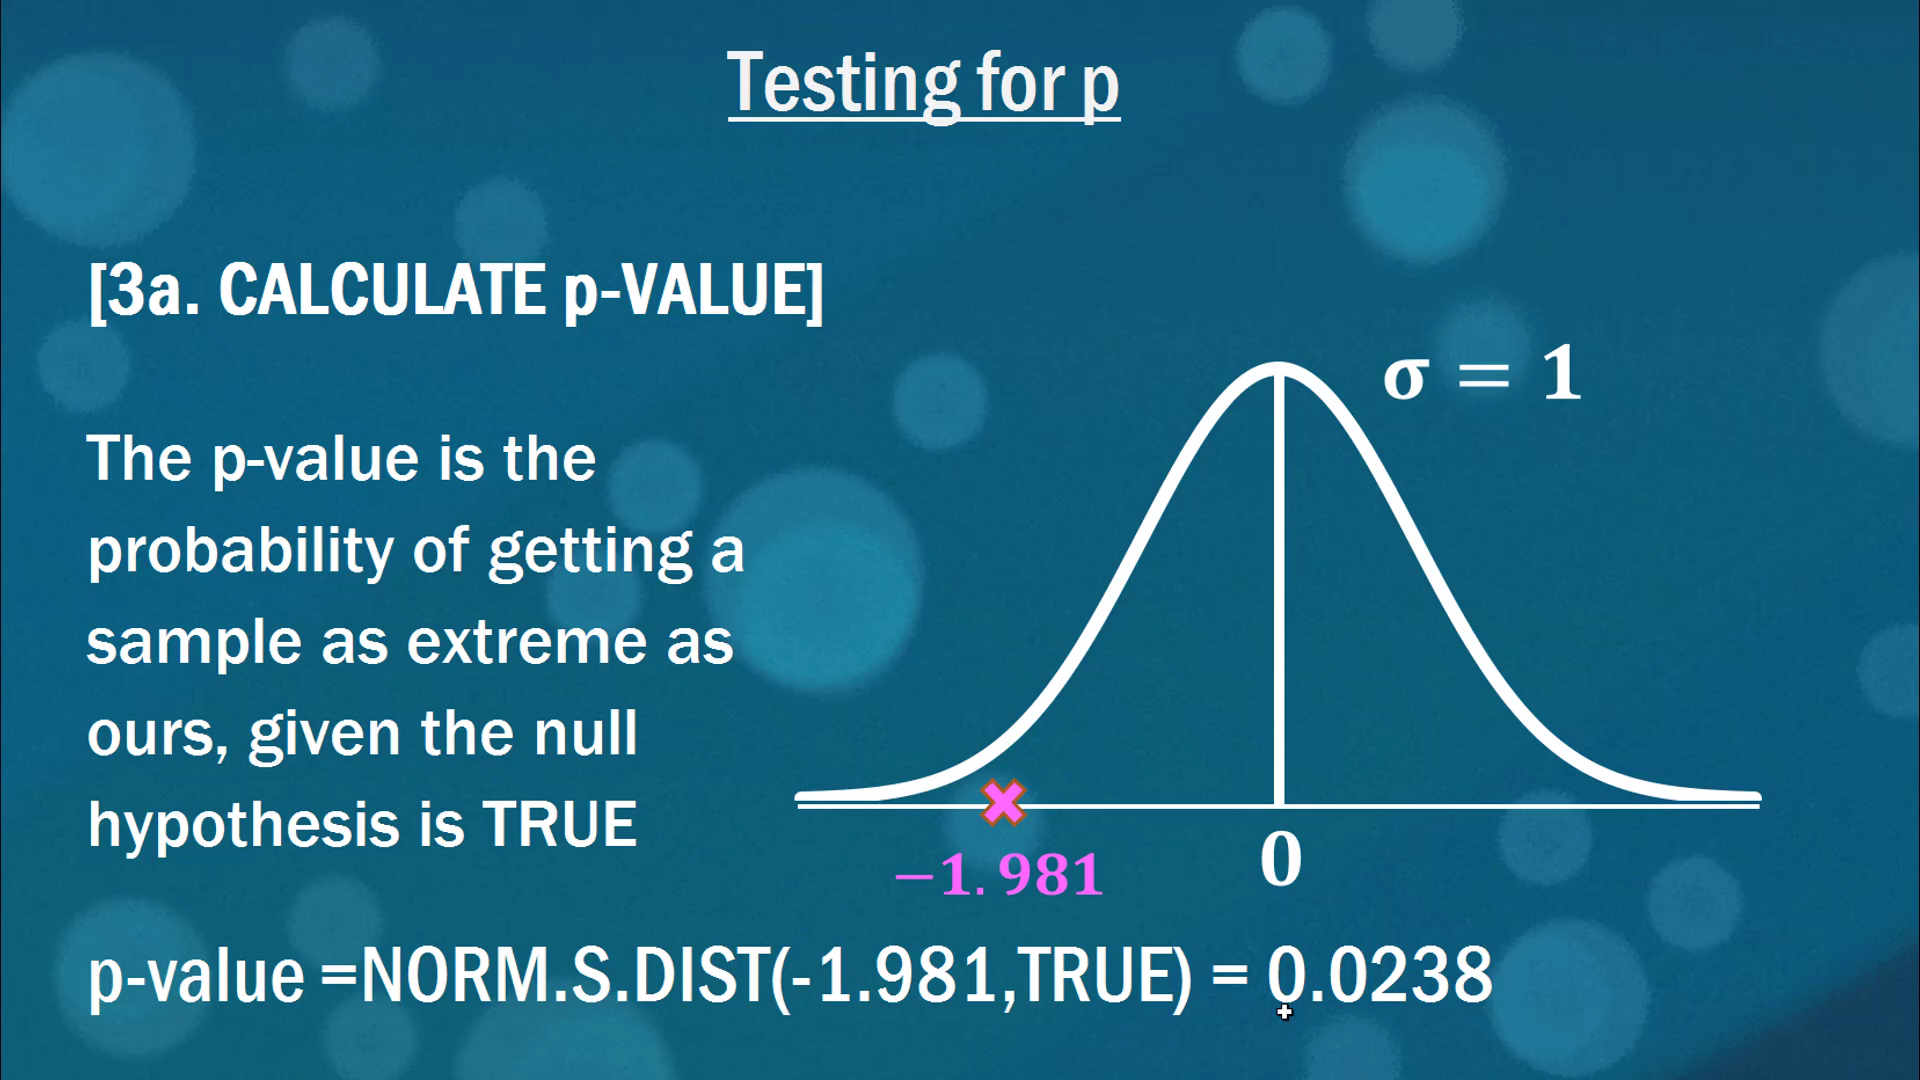 Testing for p
[3a. CALCULATE p-VALUE]
σ = 1
The p-value is the
probability of getting a
sample as extreme as
ours, given the null
hypothesis is TRUE
0
−1.981
p-value =NORM.S.DIST(-1.981,TRUE) = 0.0238